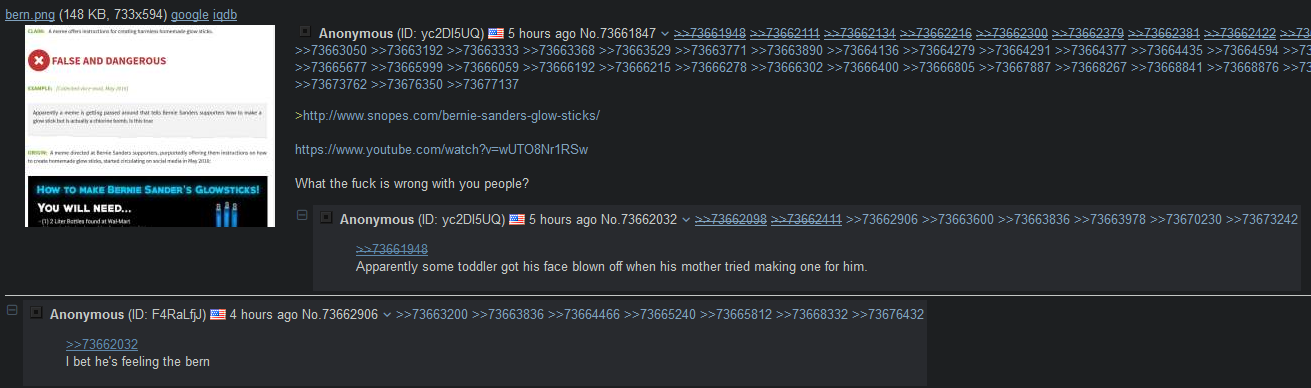 bern.png (148 KB, 733x594) google iqdb
CLAIM: A meme offers instructions for creating harmless homemade glow sticks.
FALSE AND DANGEROUS
EXAMPLE: [Collected via e-mail, May 2016]
Apparently a meme is getting passed around that tells Bernie Sanders supporters how to make a
glow stick but is actually a chlorine bomb. Is this true
ORIGIN: A meme directed at Bernie Sanders supporters, purportedly offering them instructions on how
to create homemade glow sticks, started circulating on social media in May 2016:
HOW TO MAKE BERNIE SANDER'S GLOWSTICKS!
YOU WILL NEED...
- (1) 2 Liter Bottles found at Wal-Mart
Anonymous (ID: yc2DI5UQ) 5 hours ago No.73661847 >>73661948 >>73662111 >>73662134 >>73662216 >>73662300 >>73662379 >>73662381 >>73662422 >>73
>>73663050 >>73663192 >>73663333 >>73663368 >>73663529 >>73663771 >>73663890 >>73664136 >>73664279 >>73664291 >>73664377 >>73664435 >>73664594 >>73
>>73665677 >>73665999 >>73666059 >>73666192 >>73666215 >>73666278 >>73666302 >>73666400 >>73666805 >>73667887 >>73668267 >>73668841 >>73668876 >>73
>>73673762 >>73676350 >>73677137
>http://www.snopes.com/bernie-sanders-glow-sticks/
https://www.youtube.com/watch?v=wUTO8Nr1RSw
What the fuck is wrong with you people?
Anonymous (ID: yc2DI5UQ) 5 hours ago No.73662032 >>73662098 >>73662411 >>73662906 >>73663600 >>73663836 >>73663978 >>73670230 >>73673242
>>73661948
Apparently some toddler got his face blown off when his mother tried making one for him.
Anonymous (ID: F4RaLfjJ) 4 hours ago No.73662906 >>73663200 >>73663836 >>73664466 >>73665240 >>73665812 >>73668332 >>73676432
>>73662032
I bet he's feeling the bern